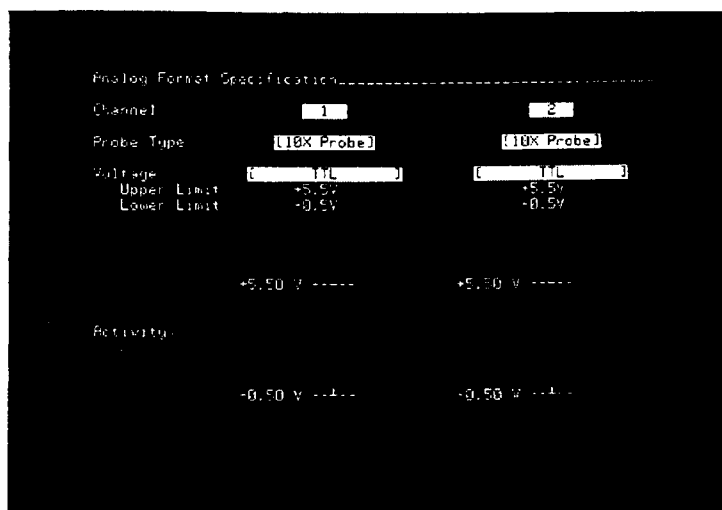 Analog Format Specification
Channel 1 2
Probe Type [10X Probe] [10X Probe]
Voltage [ TTL ] [ TTL ]
Upper Limit +5.5V +5.5V
Lower Limit -0.5V -0.5V
+5.50 V ----- +5.50 V -----
Activity:
-0.50 V --┴-- -0.50 V --┴--